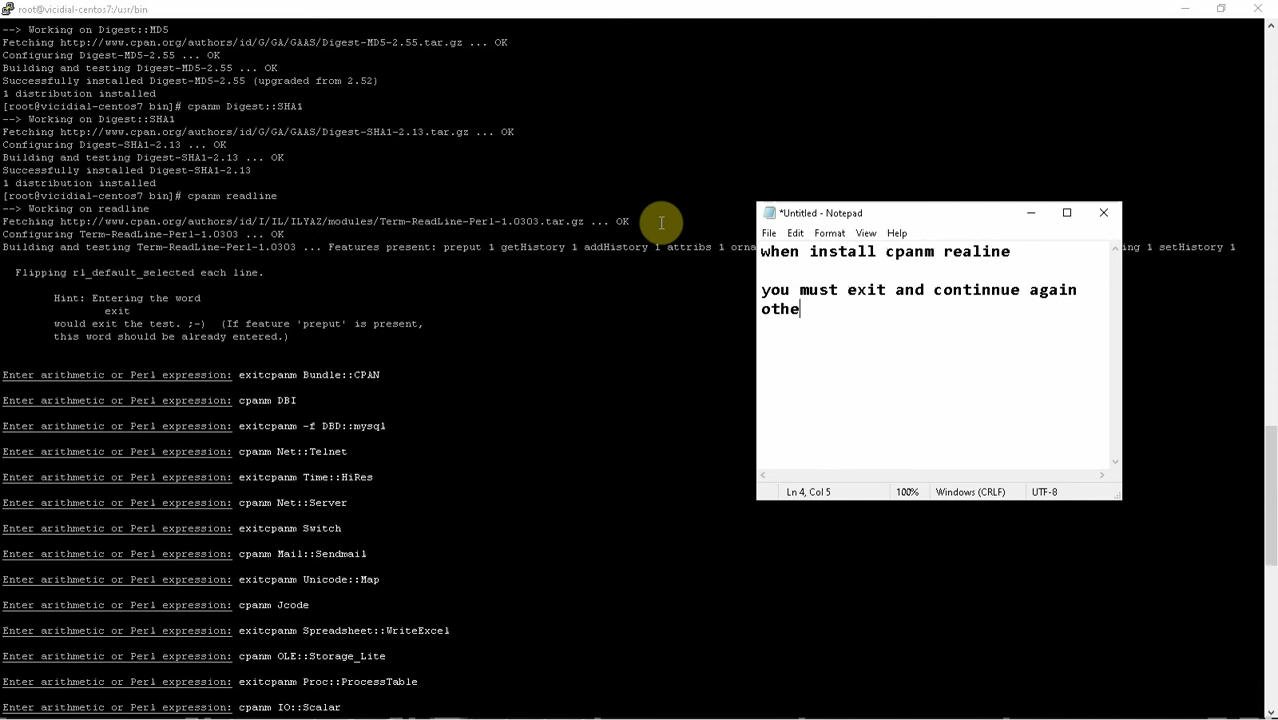 root@vicidial-centos7:/usr/bin
--> Working on Digest::MD5
Fetching http://www.cpan.org/authors/id/G/GA/GAAS/Digest-MD5-2.55.tar.gz ... OK
Configuring Digest-MD5-2.55 ... OK
Building and testing Digest-MD5-2.55 ... OK
Successfully installed Digest-MD5-2.55 (upgraded from 2.52)
1 distribution installed
[root@vicidial-centos7 bin]# cpanm Digest::SHA1
--> Working on Digest::SHA1
Fetching http://www.cpan.org/authors/id/G/GA/GAAS/Digest-SHA1-2.13.tar.gz ... OK
Configuring Digest-SHA1-2.13 ... OK
Building and testing Digest-SHA1-2.13 ... OK
Successfully installed Digest-SHA1-2.13
1 distribution installed
[root@vicidial-centos7 bin]# cpanm readline
--> Working on readline
Fetching http://www.cpan.org/authors/id/I/IL/ILYAZ/modules/Term-ReadLine-Perl-1.0303.tar.gz ... OK
Configuring Term-ReadLine-Perl-1.0303 ... OK
Building and testing Term-ReadLine-Perl-1.0303 ... Features present: preput 1 getHistory 1 addHistory 1 attribs 1 orna
ing 1 setHistory 1
Flipping rl_default_selected each line.
Hint: Entering the word
exit
would exit the test. ;-) (If feature 'preput' is present,
this word should be already entered.)
Enter arithmetic or Perl expression: exitcpanm Bundle::CPAN
Enter arithmetic or Perl expression: cpanm DBI
Enter arithmetic or Perl expression: exitcpanm -f DBD::mysql
Enter arithmetic or Perl expression: cpanm Net::Telnet
Enter arithmetic or Perl expression: exitcpanm Time::HiRes
Enter arithmetic or Perl expression: cpanm Net::Server
Enter arithmetic or Perl expression: exitcpanm Switch
Enter arithmetic or Perl expression: cpanm Mail::Sendmail
Enter arithmetic or Perl expression: exitcpanm Unicode::Map
Enter arithmetic or Perl expression: cpanm Jcode
Enter arithmetic or Perl expression: exitcpanm Spreadsheet::WriteExcel
Enter arithmetic or Perl expression: cpanm OLE::Storage_Lite
Enter arithmetic or Perl expression: exitcpanm Proc::ProcessTable
Enter arithmetic or Perl expression: cpanm IO::Scalar
*Untitled - Notepad
File Edit Format View Help
when install cpanm realine
you must exit and continnue again
othe
Ln 4, Col 5 100% Windows (CRLF) UTF-8